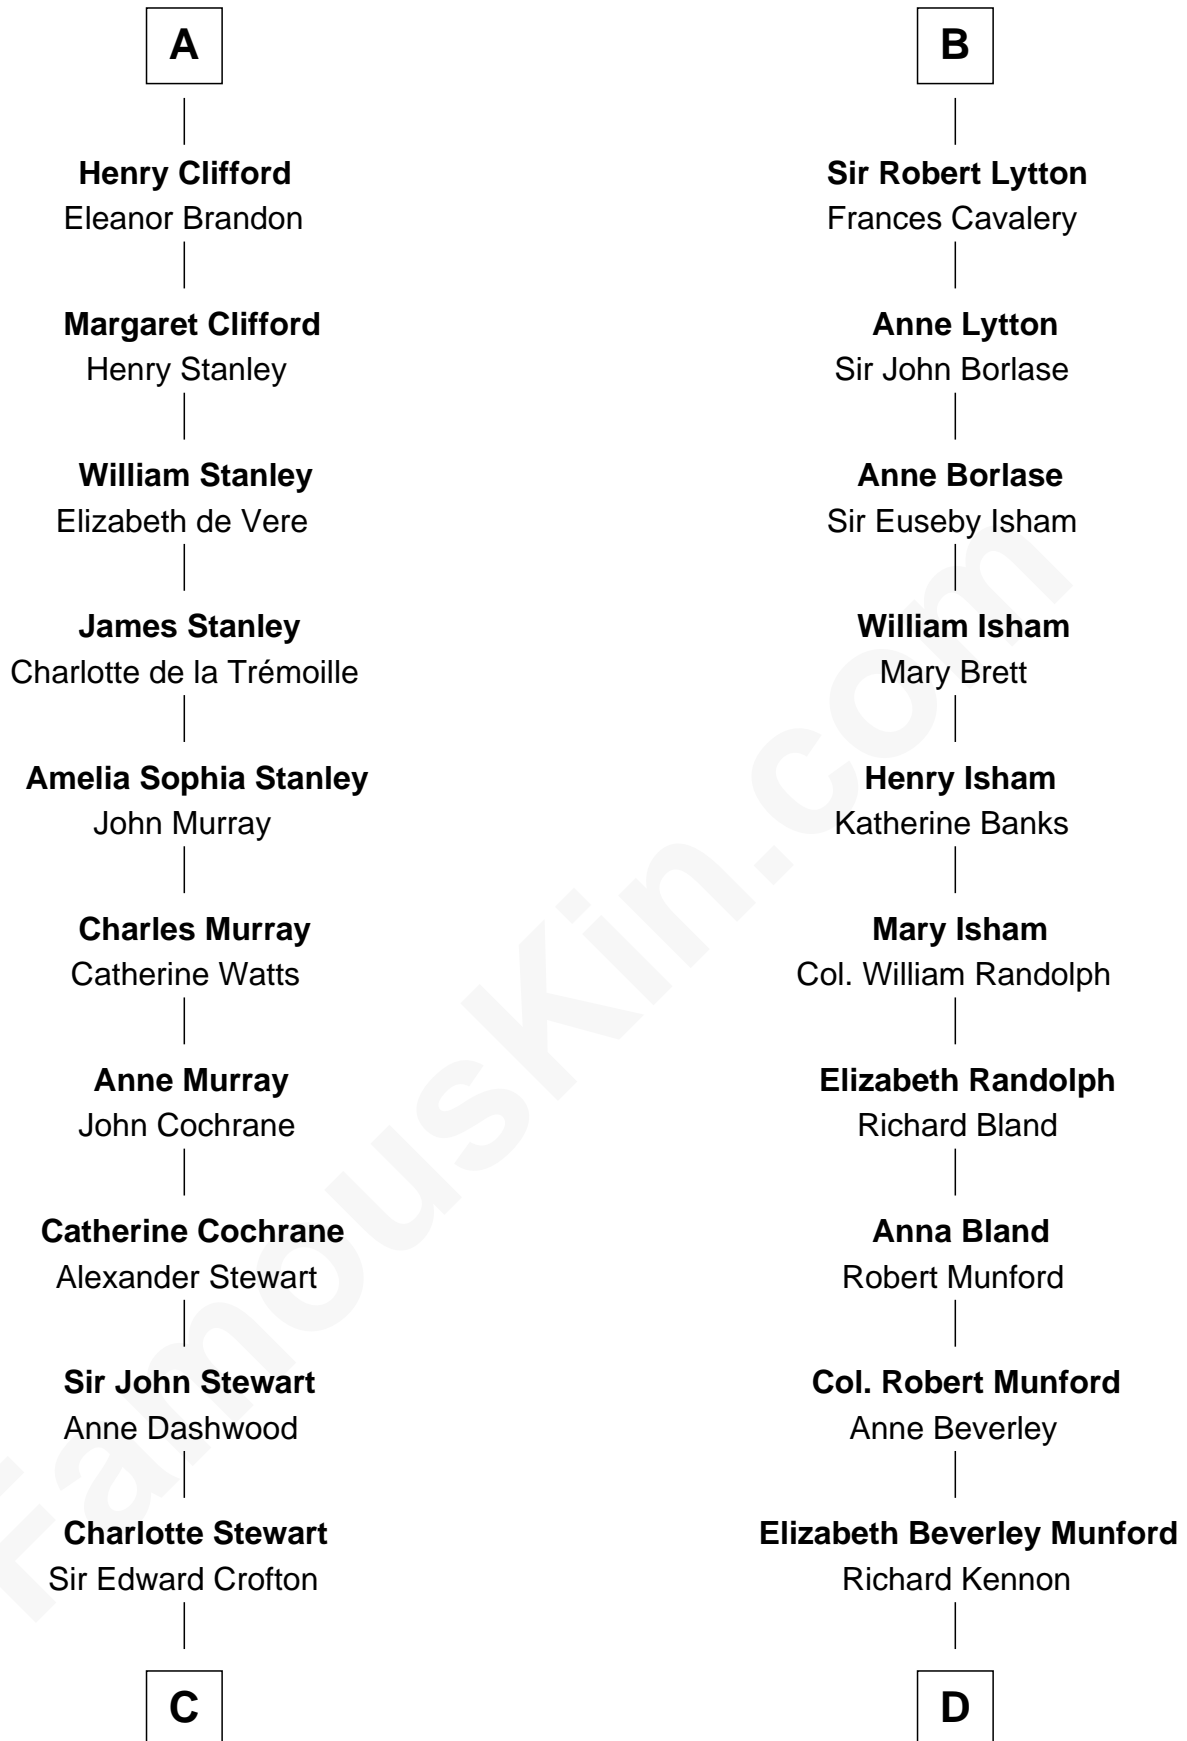 A
Henry Clifford
Eleanor Brandon
Margaret Clifford
Henry Stanley
William Stanley
Elizabeth de Vere
James Stanley
Charlotte de la Trémoille
Amelia Sophia Stanley
John Murray
Charles Murray
Catherine Watts
Anne Murray
John Cochrane
Catherine Cochrane
Alexander Stewart
Sir John Stewart
Anne Dashwood
Charlotte Stewart
Sir Edward Crofton
C
B
Sir Robert Lytton
Frances Cavalery
Anne Lytton
Sir John Borlase
Anne Borlase
Sir Euseby Isham
William Isham
Mary Brett
Henry Isham
Katherine Banks
Mary Isham
Col. William Randolph
Elizabeth Randolph
Richard Bland
Anna Bland
Robert Munford
Col. Robert Munford
Anne Beverley
Elizabeth Beverley Munford
Richard Kennon
D
FamousKin.com